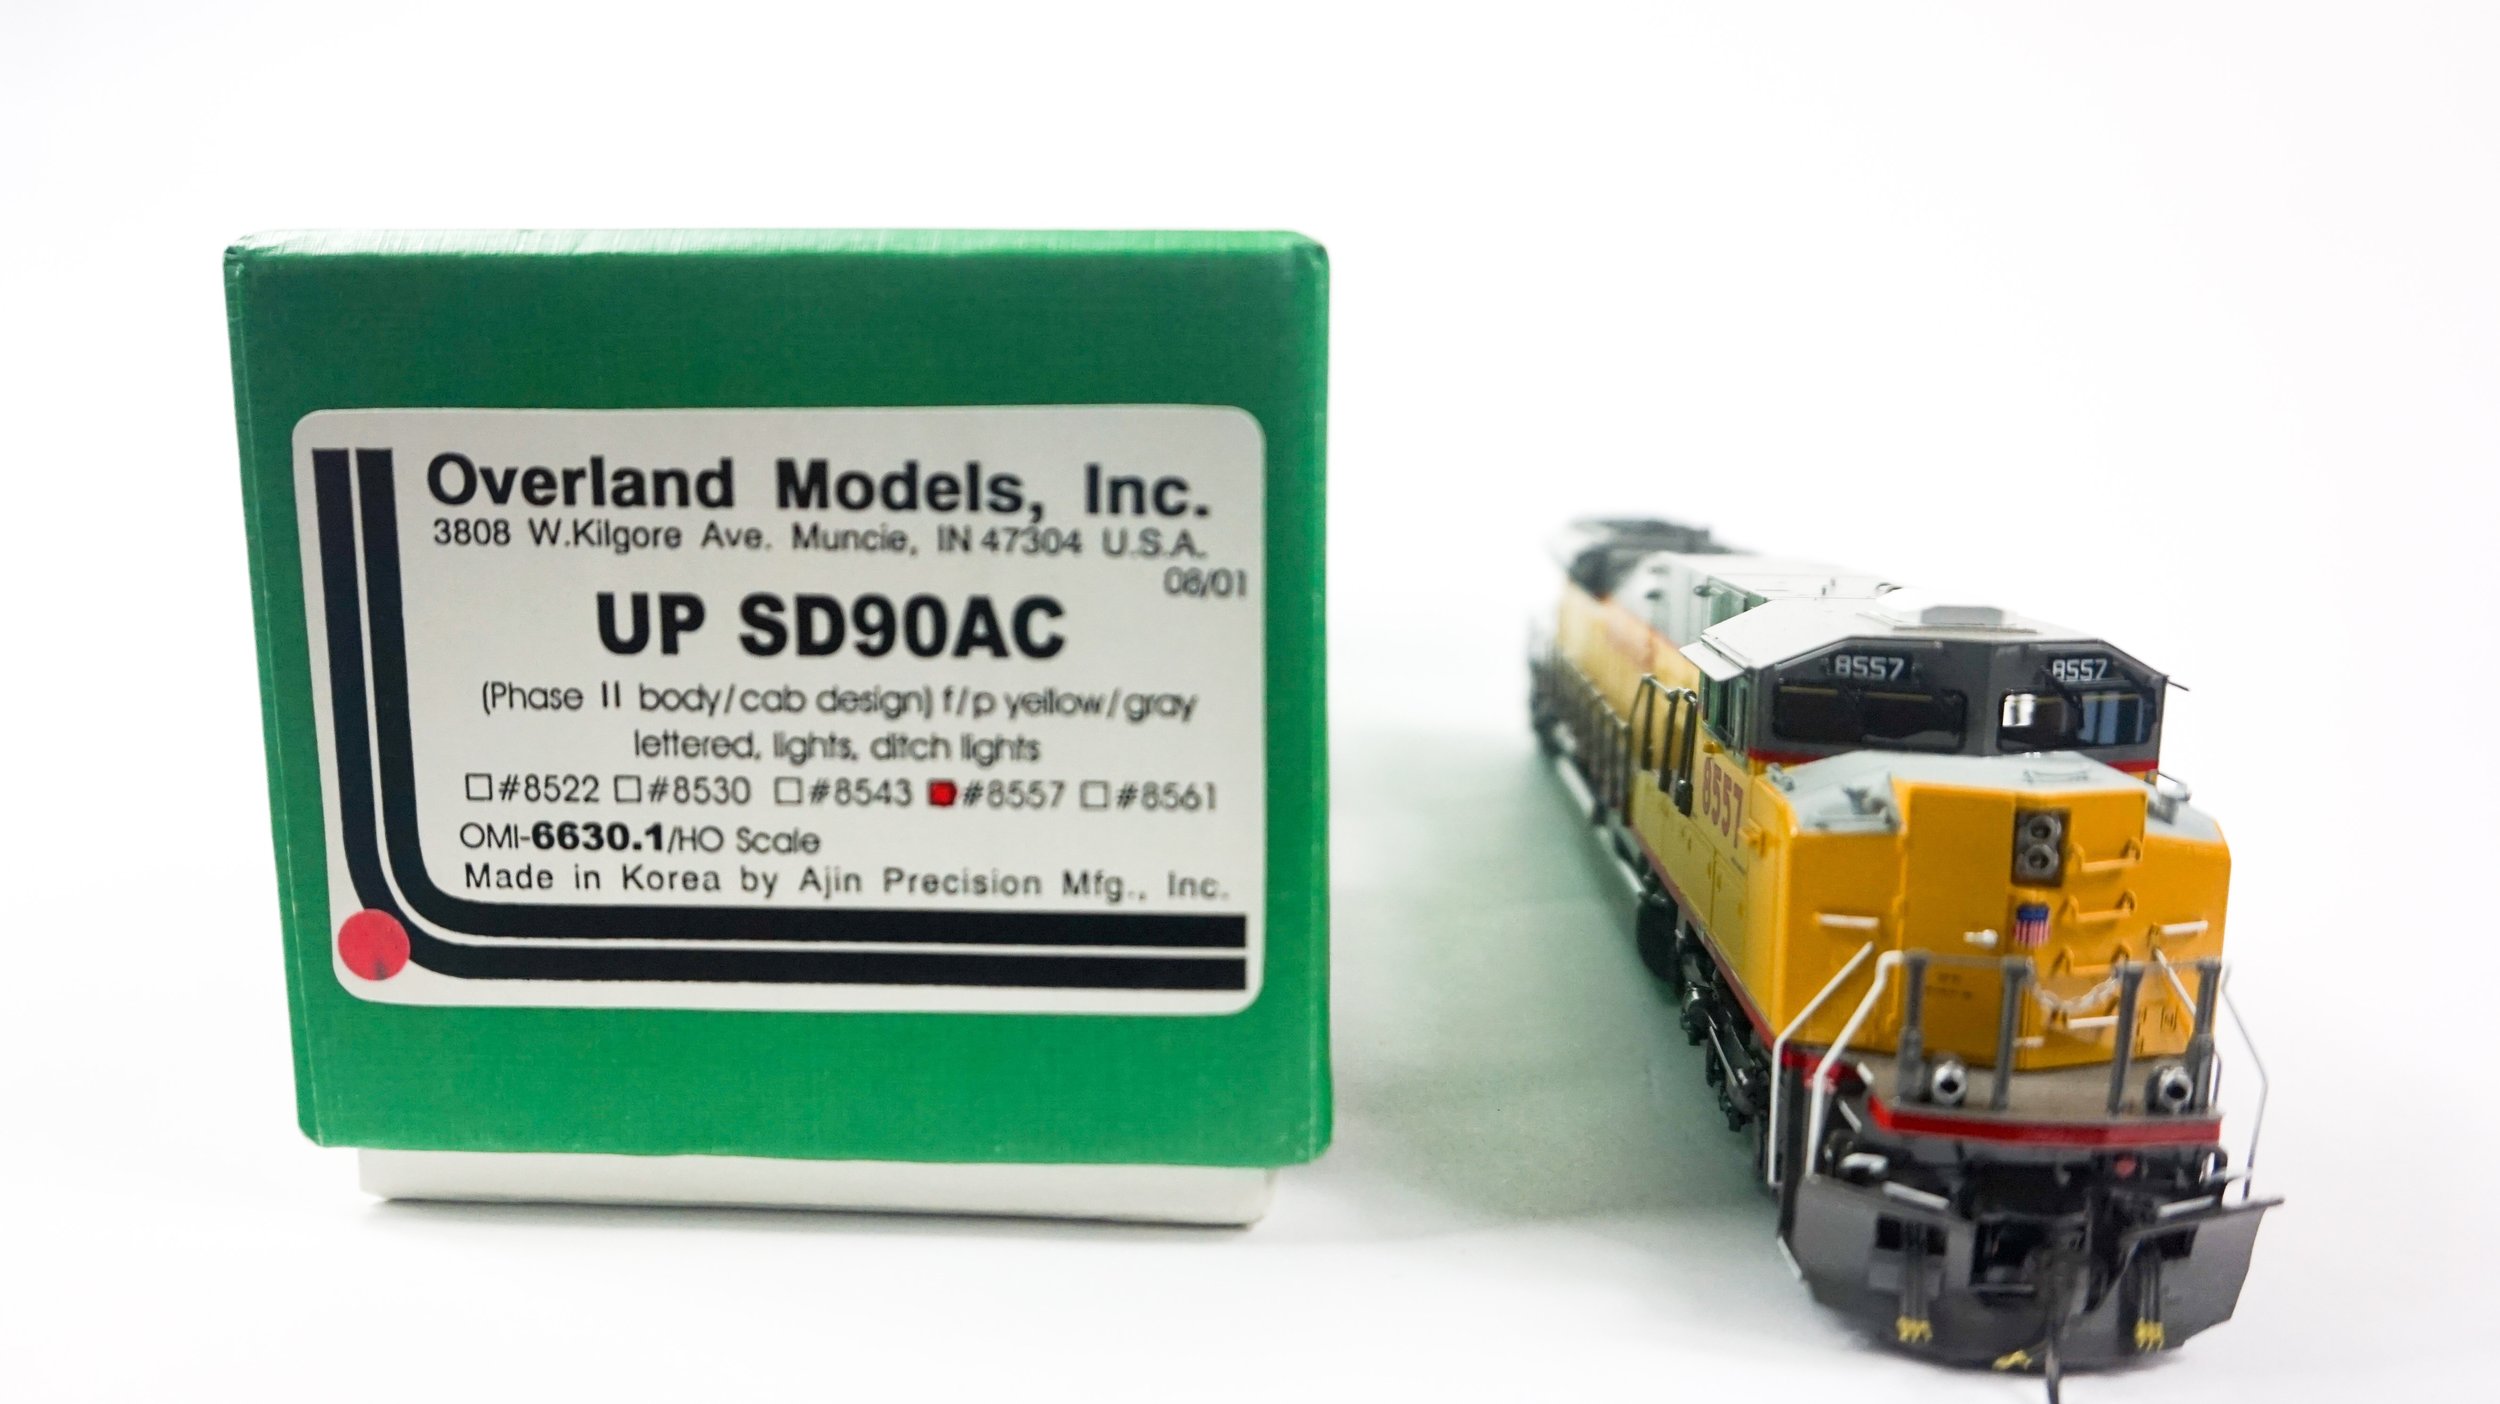 Overland Models, Inc.
3808 W.Kilgore Ave. Muncie, IN 47304 U.S.A.
08/01
UP SD90AC
(Phase II body/cab design) f/p yellow/gray
lettered, lights, ditch lights
#8522 #8530 #8543 #8557 #8561
OMI-6630.1/HO Scale
Made in Korea by Ajin Precision Mfg., Inc.
8557
8557
8557